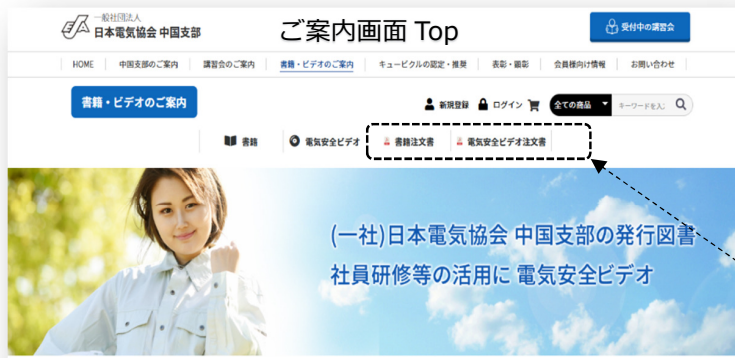 一般社団法人
日本電気協会 中国支部
ご案内画面 Top
受付中の講習会
HOME 中国支部のご案内 講習会のご案内 書籍・ビデオのご案内 キュービクルの認定・推奨 表彰・顕彰 会員様向け情報 お問い合わせ
書籍・ビデオのご案内
新規登録 ログイン 全ての商品 キーワードを入
書籍 電気安全ビデオ 書籍注文書 電気安全ビデオ注文書
(一社)日本電気協会 中国支部の発行図書
社員研修等の活用に 電気安全ビデオ